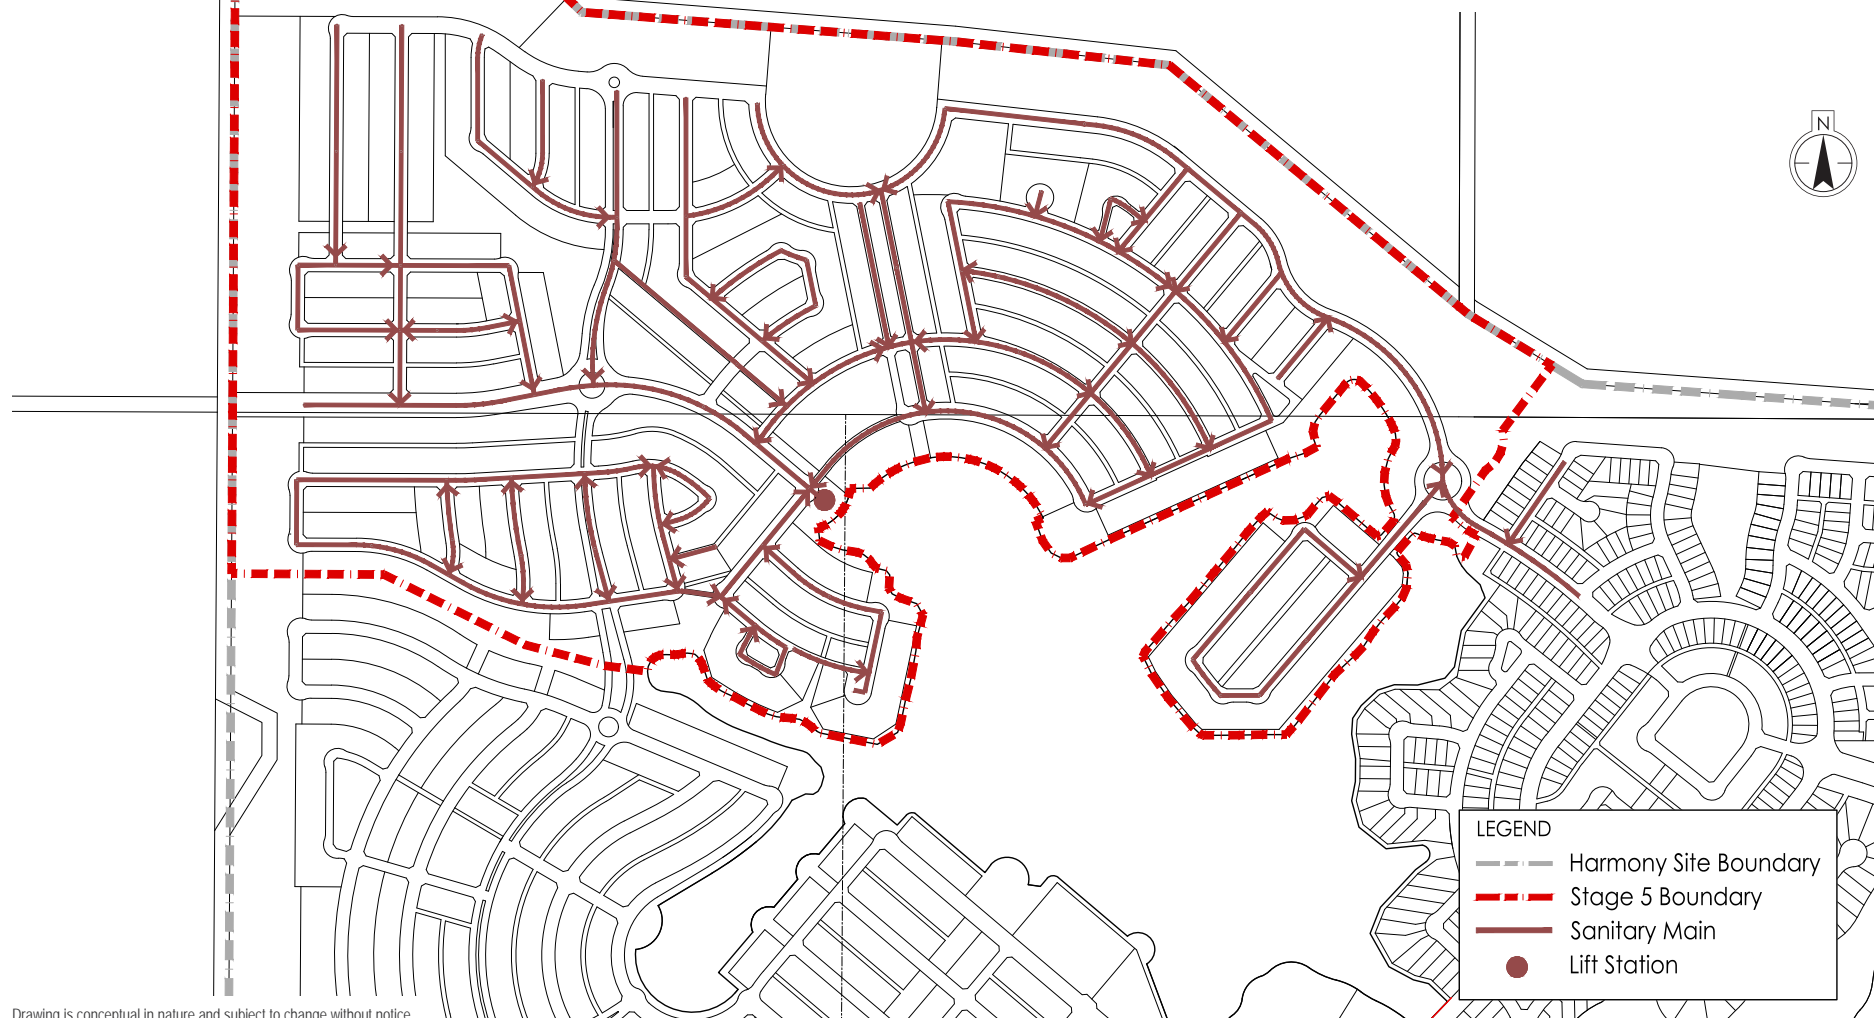 N
LEGEND
Harmony Site Boundary
Stage 5 Boundary
Sanitary Main
Lift Station
Drawing is conceptual in nature and subject to change without notice